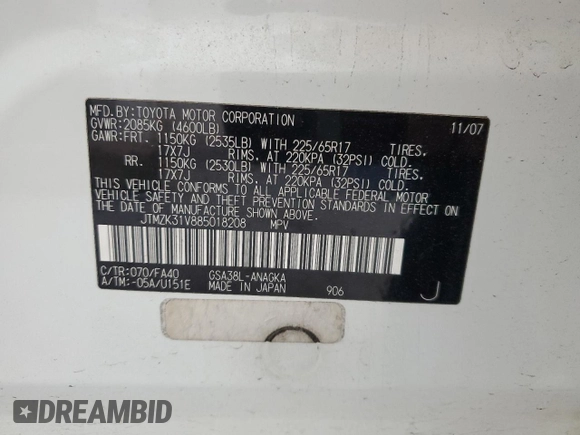 MFD.BY:TOYOTA MOTOR CORPORATION 11/07
GVWR:2085KG (4600LB)
GAWR:FRT. 1150KG (2535LB) WITH 225/65R17 TIRES.
17X7J RIMS. AT 220KPA (32PSI) COLD.
RR. 1150KG (2530LB) WITH 225/65R17 TIRES.
17X7J RIMS. AT 220KPA (32PSI) COLD.
THIS VEHICLE CONFORMS TO ALL APPLICABLE FEDERAL MOTOR
VEHICLE SAFETY AND THEFT PREVENTION STANDARDS IN EFFECT ON
THE DATE OF MANUFACTURE SHOWN ABOVE.
JTMZK31V885018208 MPV
C/TR:070/FA40 GSA38L-ANAGKA
A/TM:-05A/U151E MADE IN JAPAN 906 J
DREAMBID